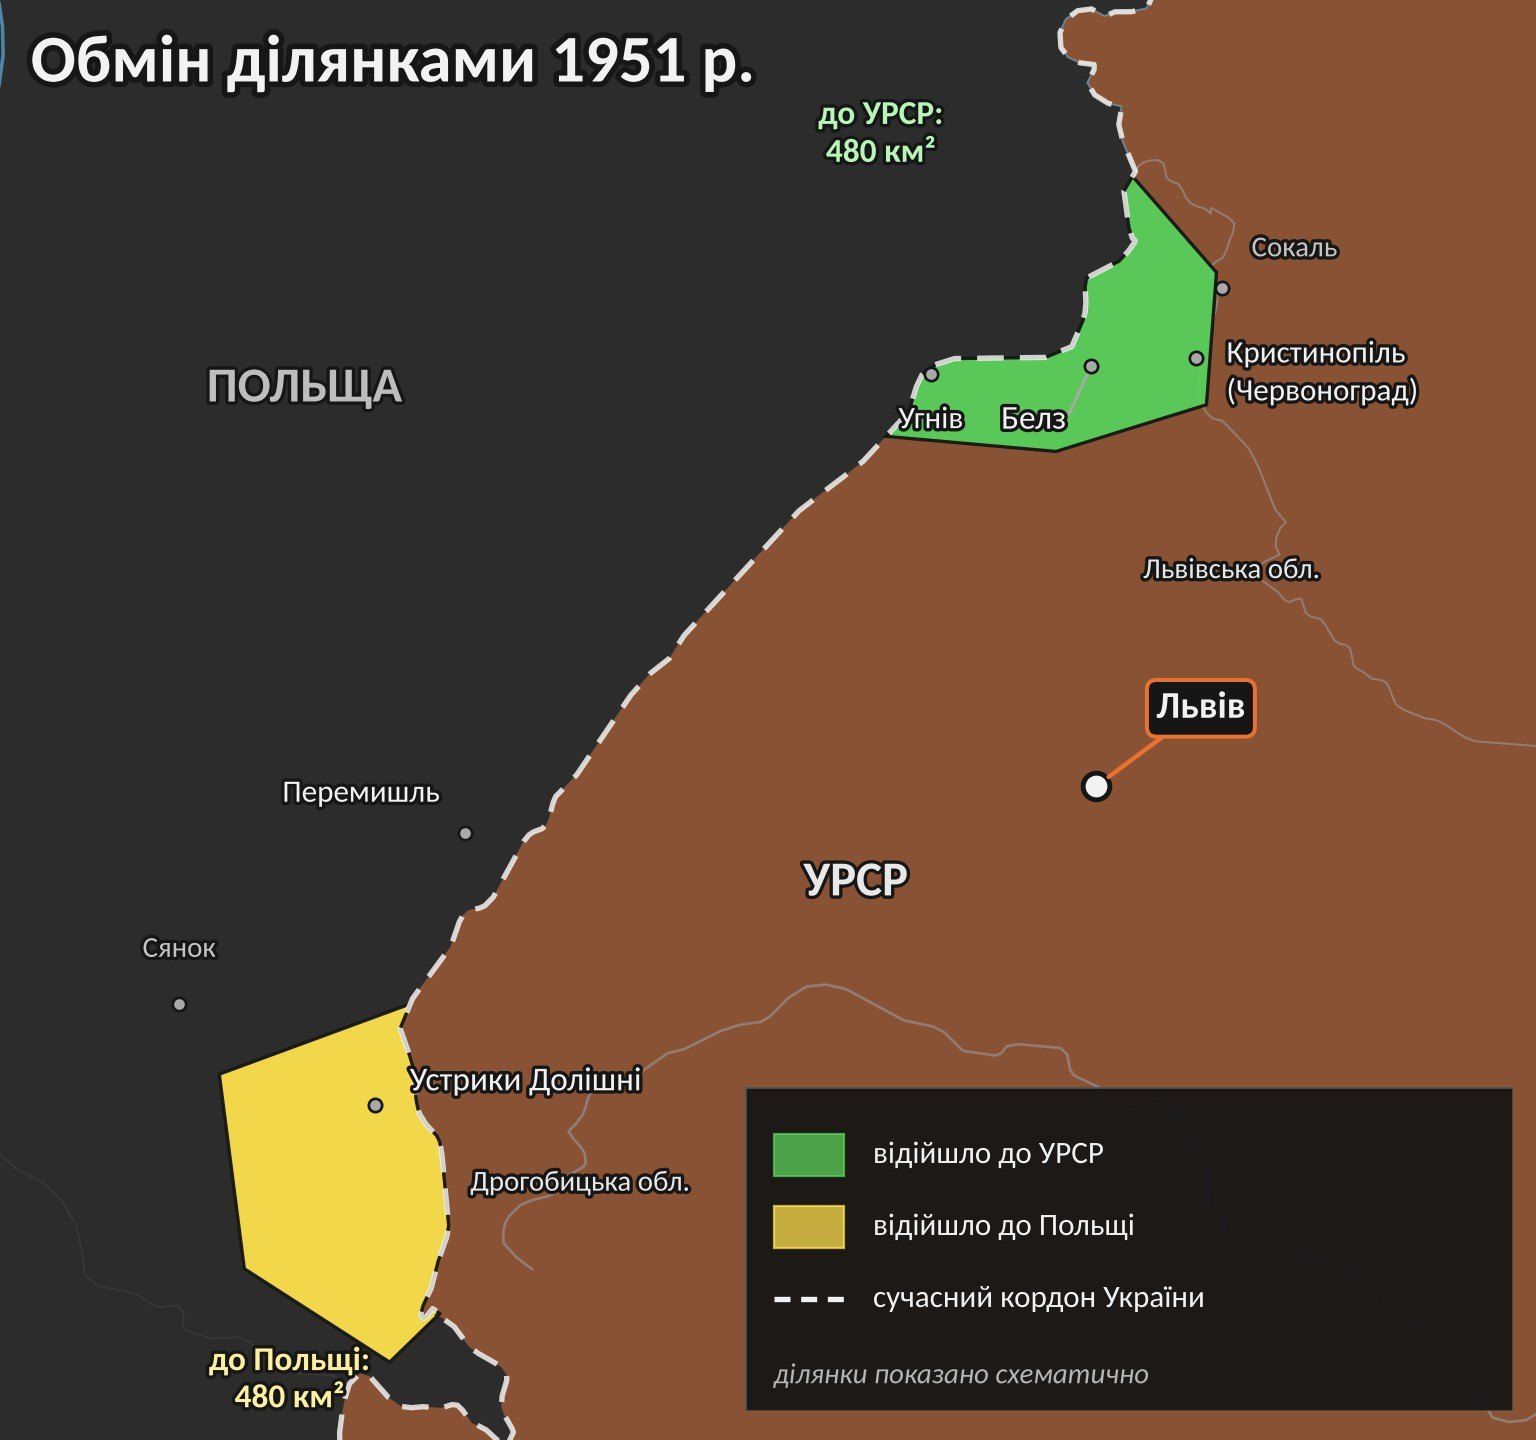 Обмін ділянками 1951 р.
до УРСР:
480 км²
Сокаль
ПОЛЬЩА
Кристинопіль
(Червоноград)
Угнів
Белз
Львівська обл.
Львів
Перемишль
УРСР
Сянок
Устрики Долішні
Дрогобицька обл.
відійшло до УРСР
відійшло до Польщі
сучасний кордон України
до Польщі:
480 км²
ділянки показано схематично